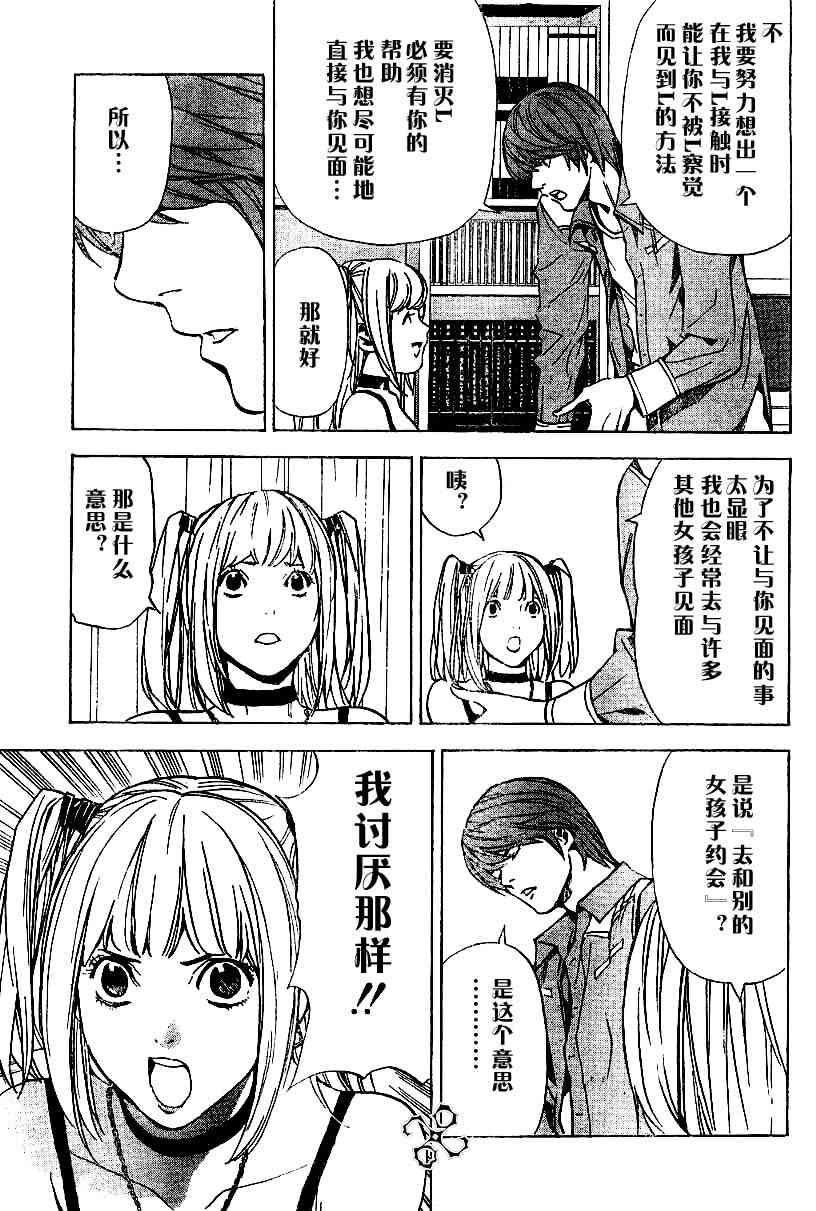 不
我要努力想出一个
在我与L接触时
能让你不被L察觉
而见到L的方法
要消灭L
必须有你的
帮助
我也想尽可能地
直接与你见面…
那就好
所以…
为了不让与你见面的事
太显眼
我也会经常去与许多
其他女孩子见面
咦？
那是什么
意思？
是说『去和别的
女孩子约会』？
是这个意思
…………
我讨厌那样!!